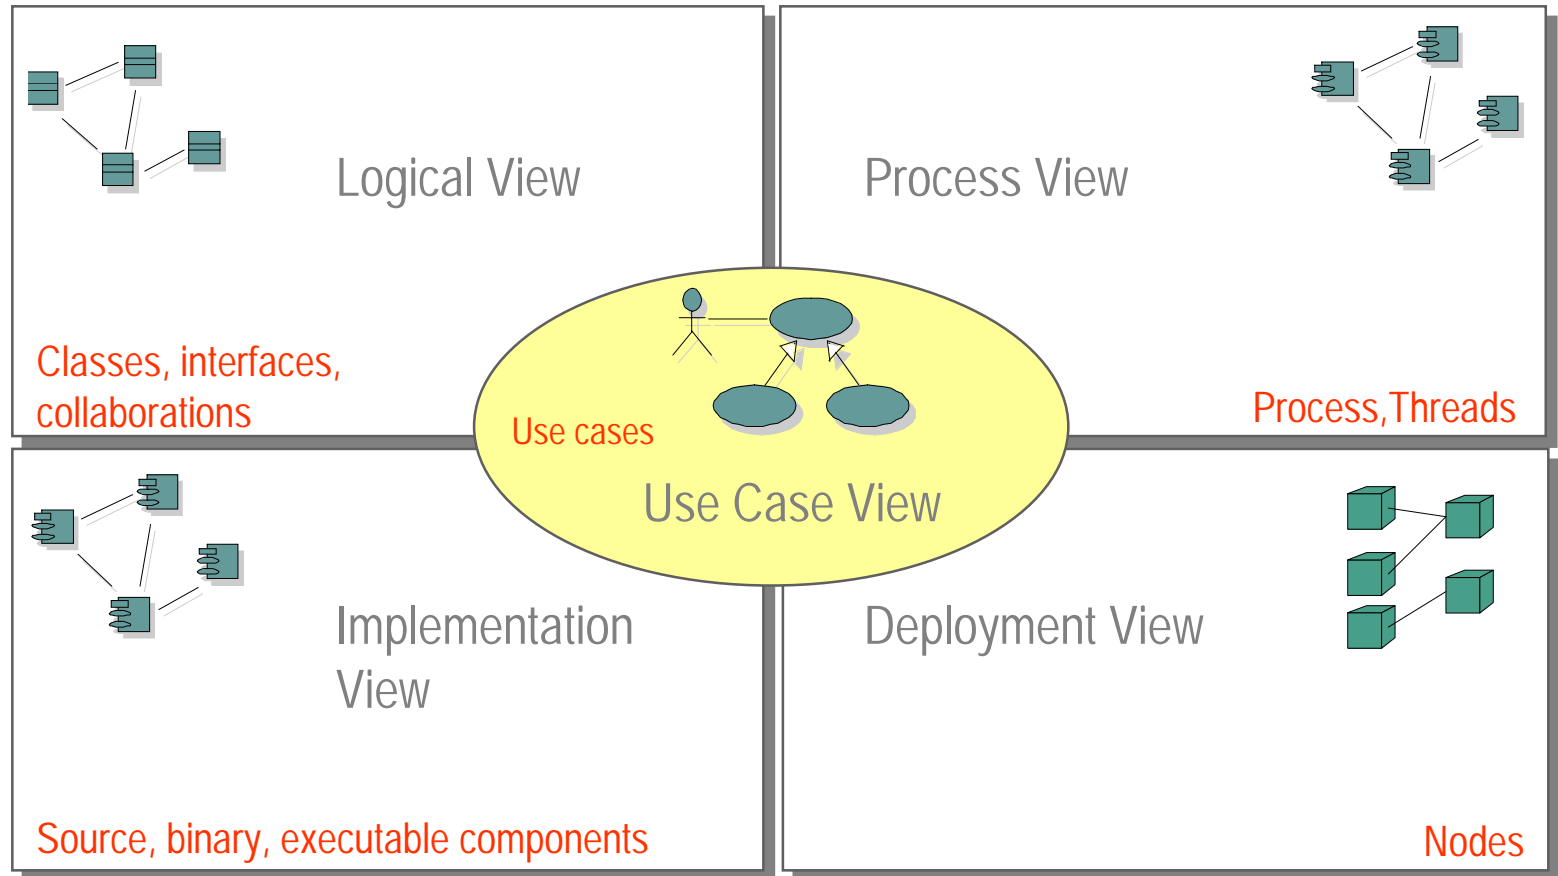 Logical View
Classes, interfaces,
collaborations
Process View
Process,Threads
Use cases
Use Case View
Implementation
View
Source, binary, executable components
Deployment View
Nodes